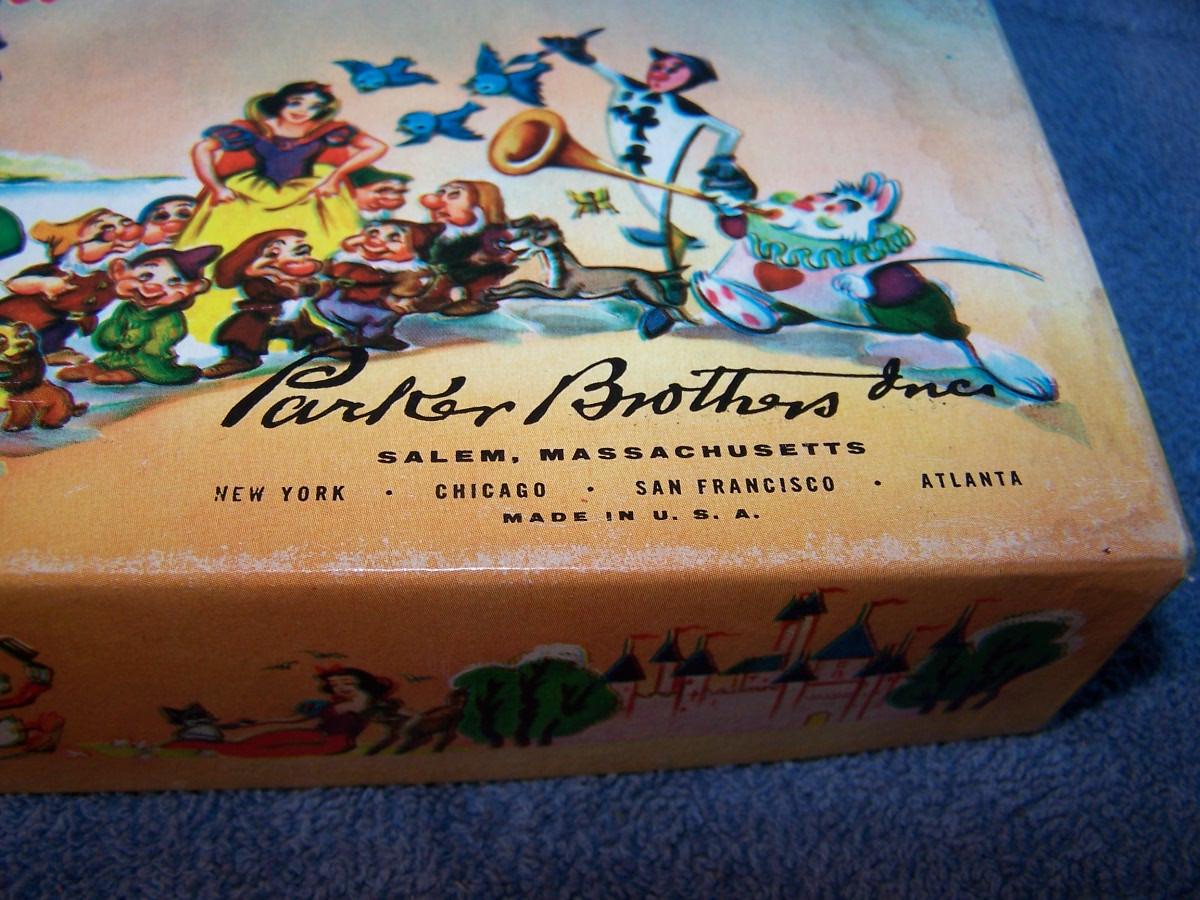 Parker Brothers Inc.
SALEM, MASSACHUSETTS
NEW YORK • CHICAGO • SAN FRANCISCO • ATLANTA
MADE IN U. S. A.